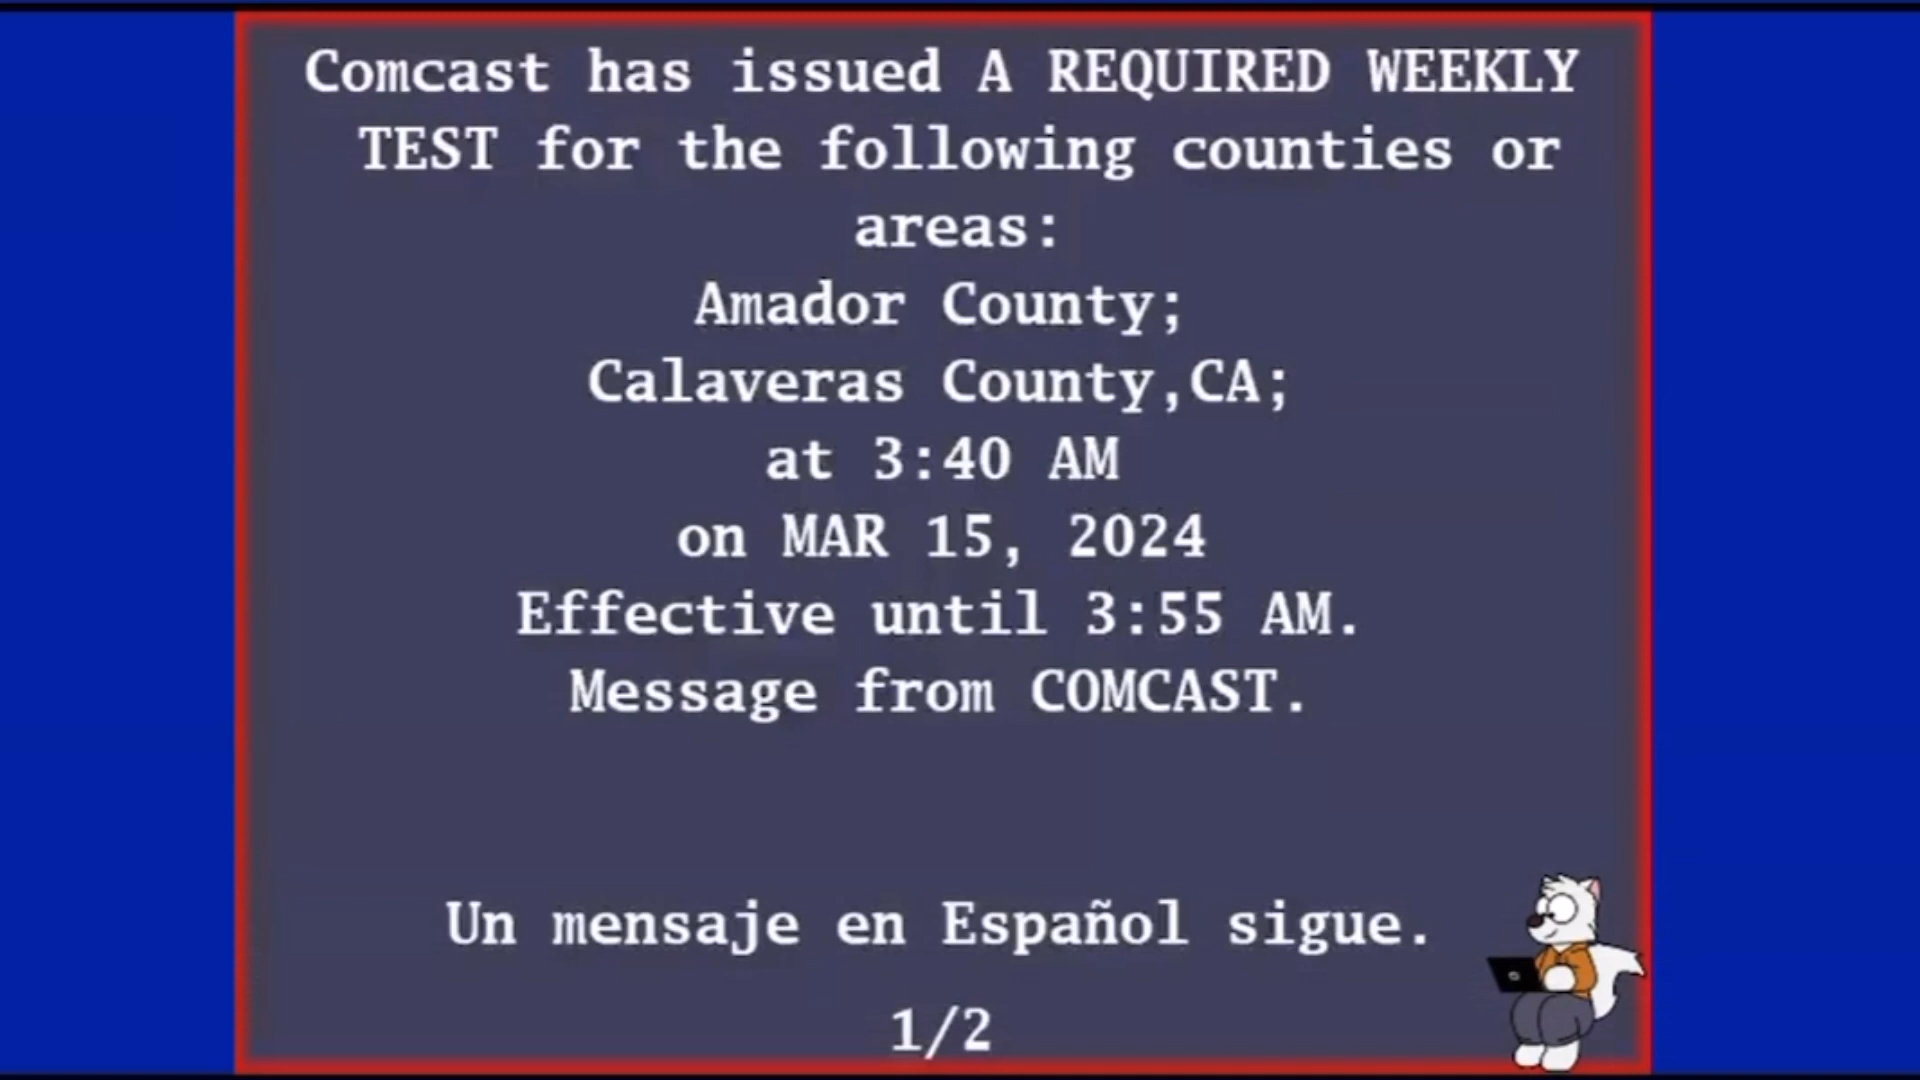 Comcast has issued A REQUIRED WEEKLY
TEST for the following counties or
areas:
Amador County;
Calaveras County,CA;
at 3:40 AM
on MAR 15, 2024
Effective until 3:55 AM.
Message from COMCAST.
Un mensaje en Español sigue.
1/2